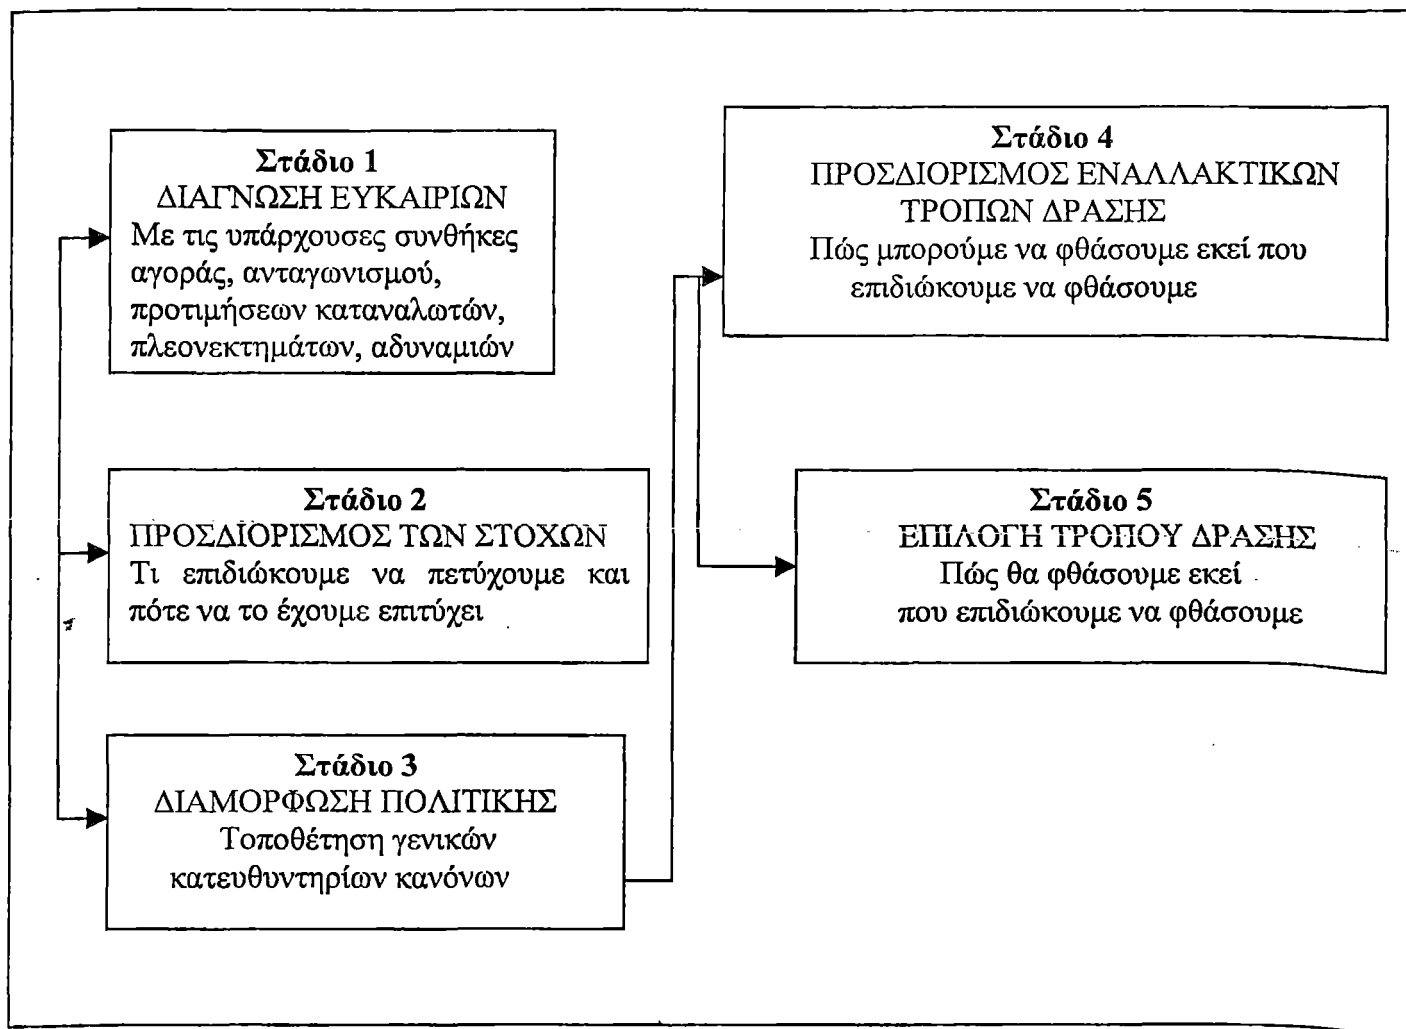 Στάδιο 1
ΔΙΑΓΝΩΣΗ ΕΥΚΑΙΡΙΩΝ
Με τις υπάρχουσες συνθήκες
αγοράς, ανταγωνισμού,
προτιμήσεων καταναλωτών,
πλεονεκτημάτων, αδυναμιών
Στάδιο 2
ΠΡΟΣΔΙΟΡΙΣΜΟΣ ΤΩΝ ΣΤΟΧΩΝ
Τι επιδιώκουμε να πετύχουμε και
πότε να το έχουμε επιτύχει
Στάδιο 3
ΔΙΑΜΟΡΦΩΣΗ ΠΟΛΙΤΙΚΗΣ
Τοποθέτηση γενικών
κατευθυντηρίων κανόνων
Στάδιο 4
ΠΡΟΣΔΙΟΡΙΣΜΟΣ ΕΝΑΛΛΑΚΤΙΚΩΝ
ΤΡΟΠΩΝ ΔΡΑΣΗΣ
Πώς μπορούμε να φθάσουμε εκεί που
επιδιώκουμε να φθάσουμε
Στάδιο 5
ΕΠΙΛΟΓΗ ΤΡΟΠΟΥ ΔΡΑΣΗΣ
Πώς θα φθάσουμε εκεί
που επιδιώκουμε να φθάσουμε